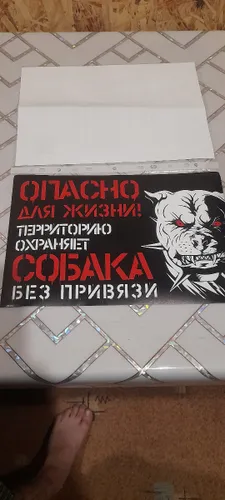 ОПАСНО
ДЛЯ ЖИЗНИ!
ТЕРРИТОРИЮ
ОХРАНЯЕТ
СОБАКА
БЕЗ ПРИВЯЗИ